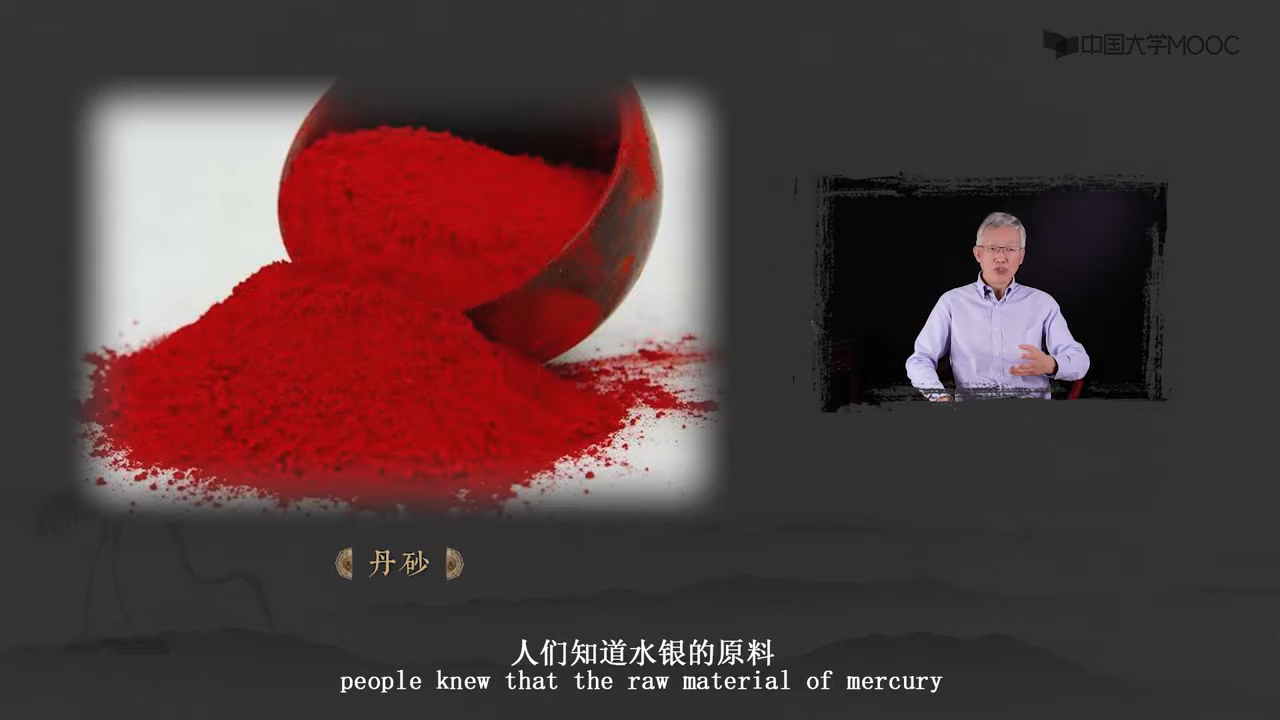 中国大学MOOC
丹砂
人们知道水银的原料
people knew that the raw material of mercury